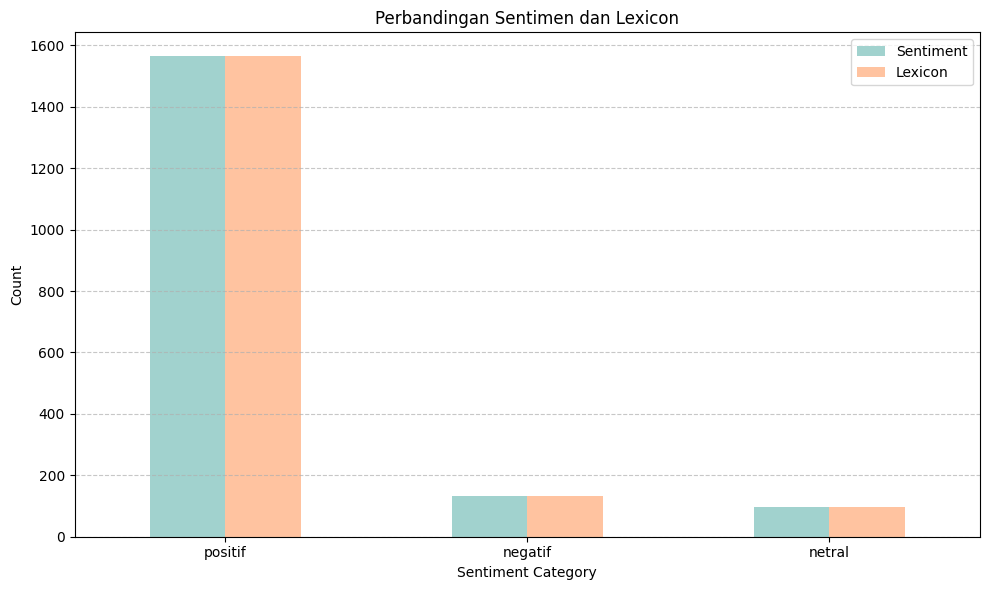 Perbandingan Sentimen dan Lexicon
Sentiment
Lexicon
Count
1600
1400
1200
1000
800
600
400
200
0
positif
negatif
netral
Sentiment Category